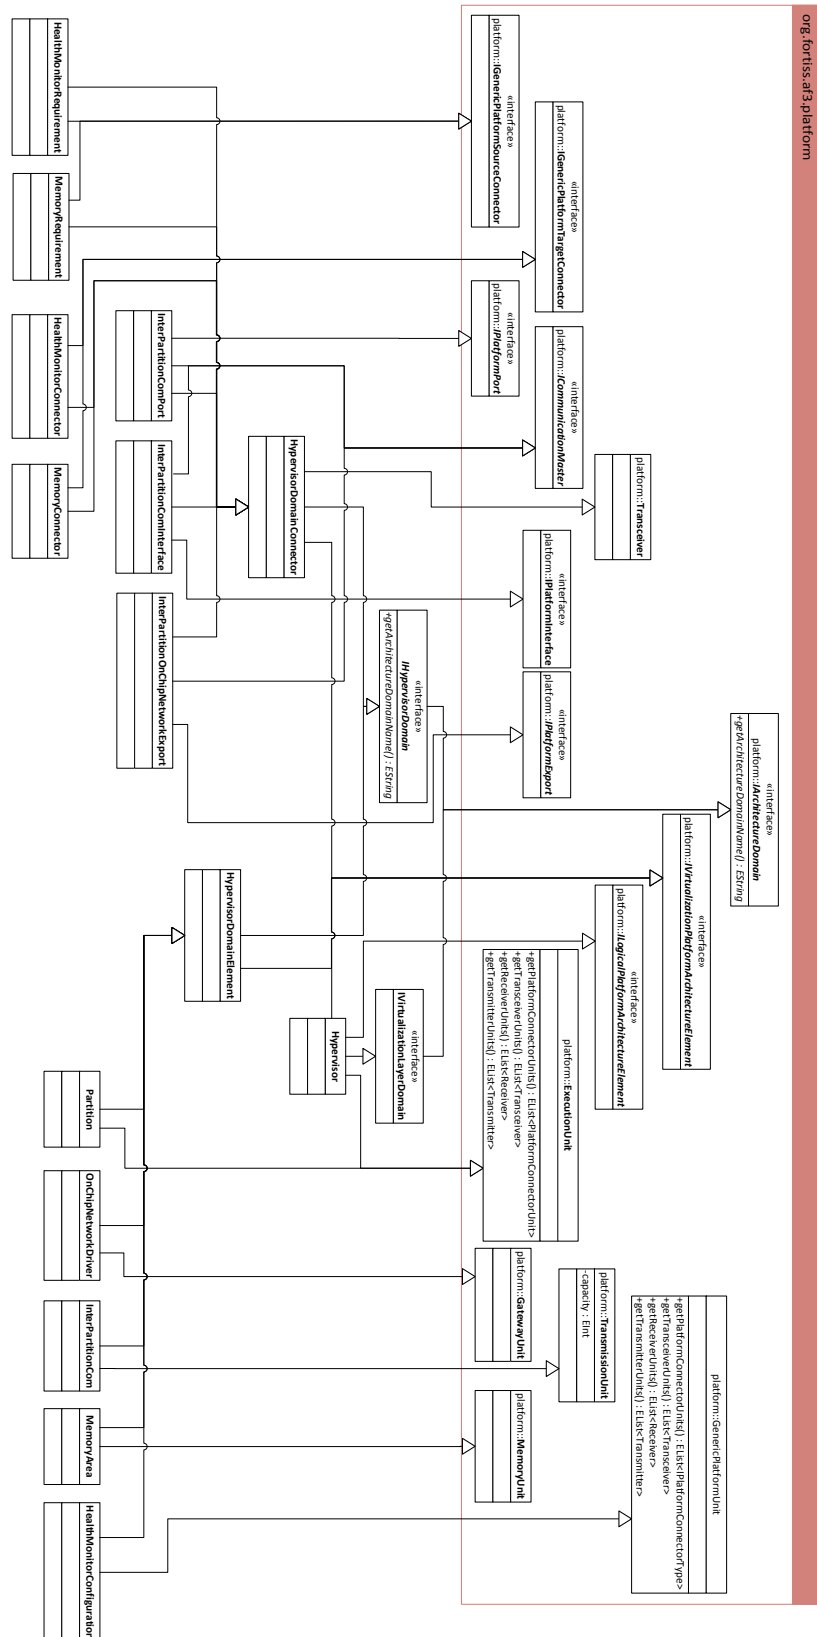 org.fortiss.af3.platform
«interface»
platform::IArchitectureDomain
+getArchitectureDomainName() : EString
«interface»
platform::IVirtualizationPlatformArchitectureElement
platform::GenericPlatformUnit
+getPlatformConnectorUnits() : EList<IPlatformConnectorType>
+getTransceiverUnits() : EList<Transceiver>
+getReceiverUnits() : EList<Receiver>
+getTransmitterUnits() : EList<Transmitter>
platform::Transceiver
«interface»
platform::ILogicalPlatformArchitectureElement
platform::TransmissionUnit
-capacity : EInt
«interface»
platform::IGenericPlatformTargetConnector
«interface»
platform::ICommunicationMaster
«interface»
platform::IPlatformInterface
«interface»
platform::IPlatformExport
platform::ExecutionUnit
+getPlatformConnectorUnits() : EList<PlatformConnectorUnit>
+getTransceiverUnits() : EList<Transceiver>
+getReceiverUnits() : EList<Receiver>
+getTransmitterUnits() : EList<Transmitter>
«interface»
platform::IGenericPlatformSourceConnector
«interface»
platform::IPlatformPort
platform::GatewayUnit
platform::MemoryUnit
«interface»
IHypervisorDomain
+getArchitectureDomainName() : EString
«interface»
IVirtualizationLayerDomain
HypervisorDomainConnector
Hypervisor
HypervisorDomainElement
InterPartitionComPort
InterPartitionComInterface
InterPartitionOnChipNetworkExport
HealthMonitorRequirement
MemoryRequirement
HealthMonitorConnector
MemoryConnector
Partition
OnChipNetworkDriver
InterPartitionCom
MemoryArea
HealthMonitorConfiguration